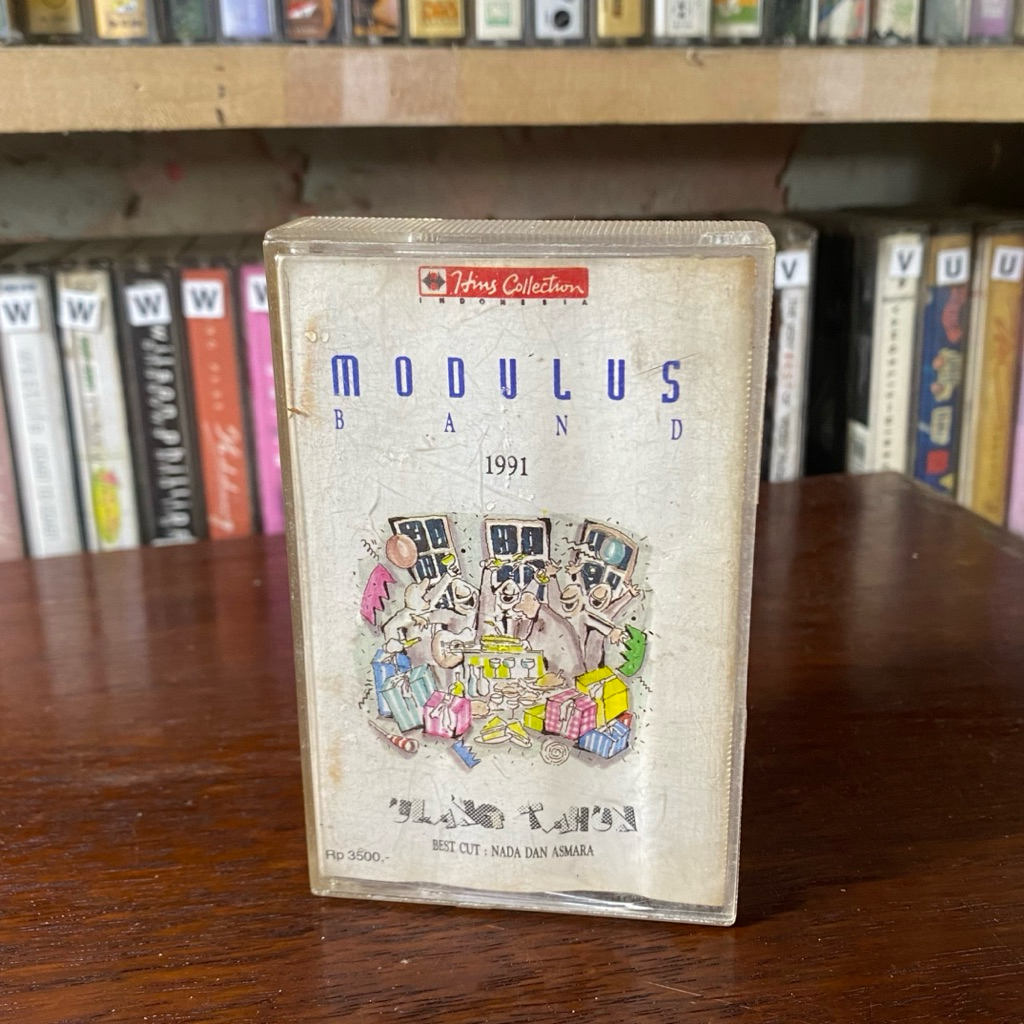 W
W
W
W
V
V
U
U
Hins Collection
INDONESIA
MODULUS
BAND
1991
ULANG TAHUN
BEST CUT : NADA DAN ASMARA
Rp 3500,-